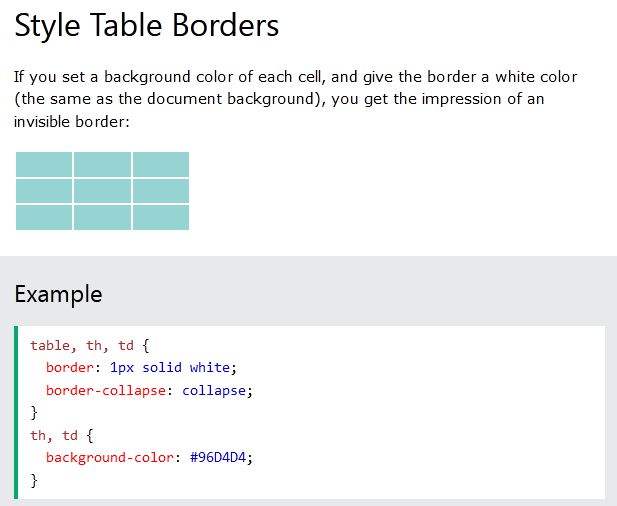 Style Table Borders
If you set a background color of each cell, and give the border a white color
(the same as the document background), you get the impression of an
invisible border:
Example
table, th, td {
  border: 1px solid white;
  border-collapse: collapse;
}
th, td {
  background-color: #96D4D4;
}